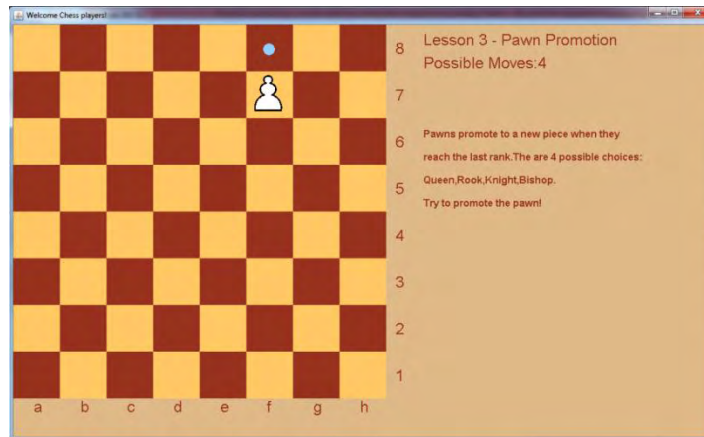 Welcome Chess players!
Lesson 3 - Pawn Promotion
Possible Moves:4
Pawns promote to a new piece when they
reach the last rank.The are 4 possible choices:
Queen,Rook,Knight,Bishop.
Try to promote the pawn!
8
7
6
5
4
3
2
1
a b c d e f g h